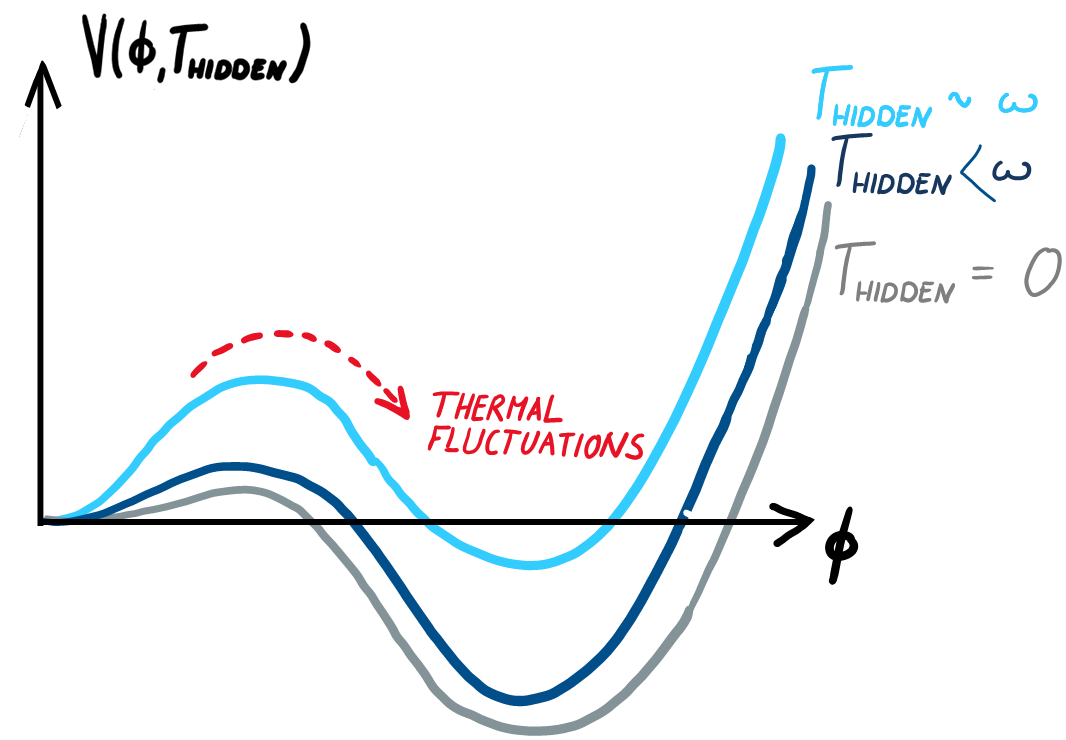 V(ϕ,THIDDEN)
THIDDEN ~ ω
THIDDEN < ω
THIDDEN = 0
THERMAL
FLUCTUATIONS
ϕ